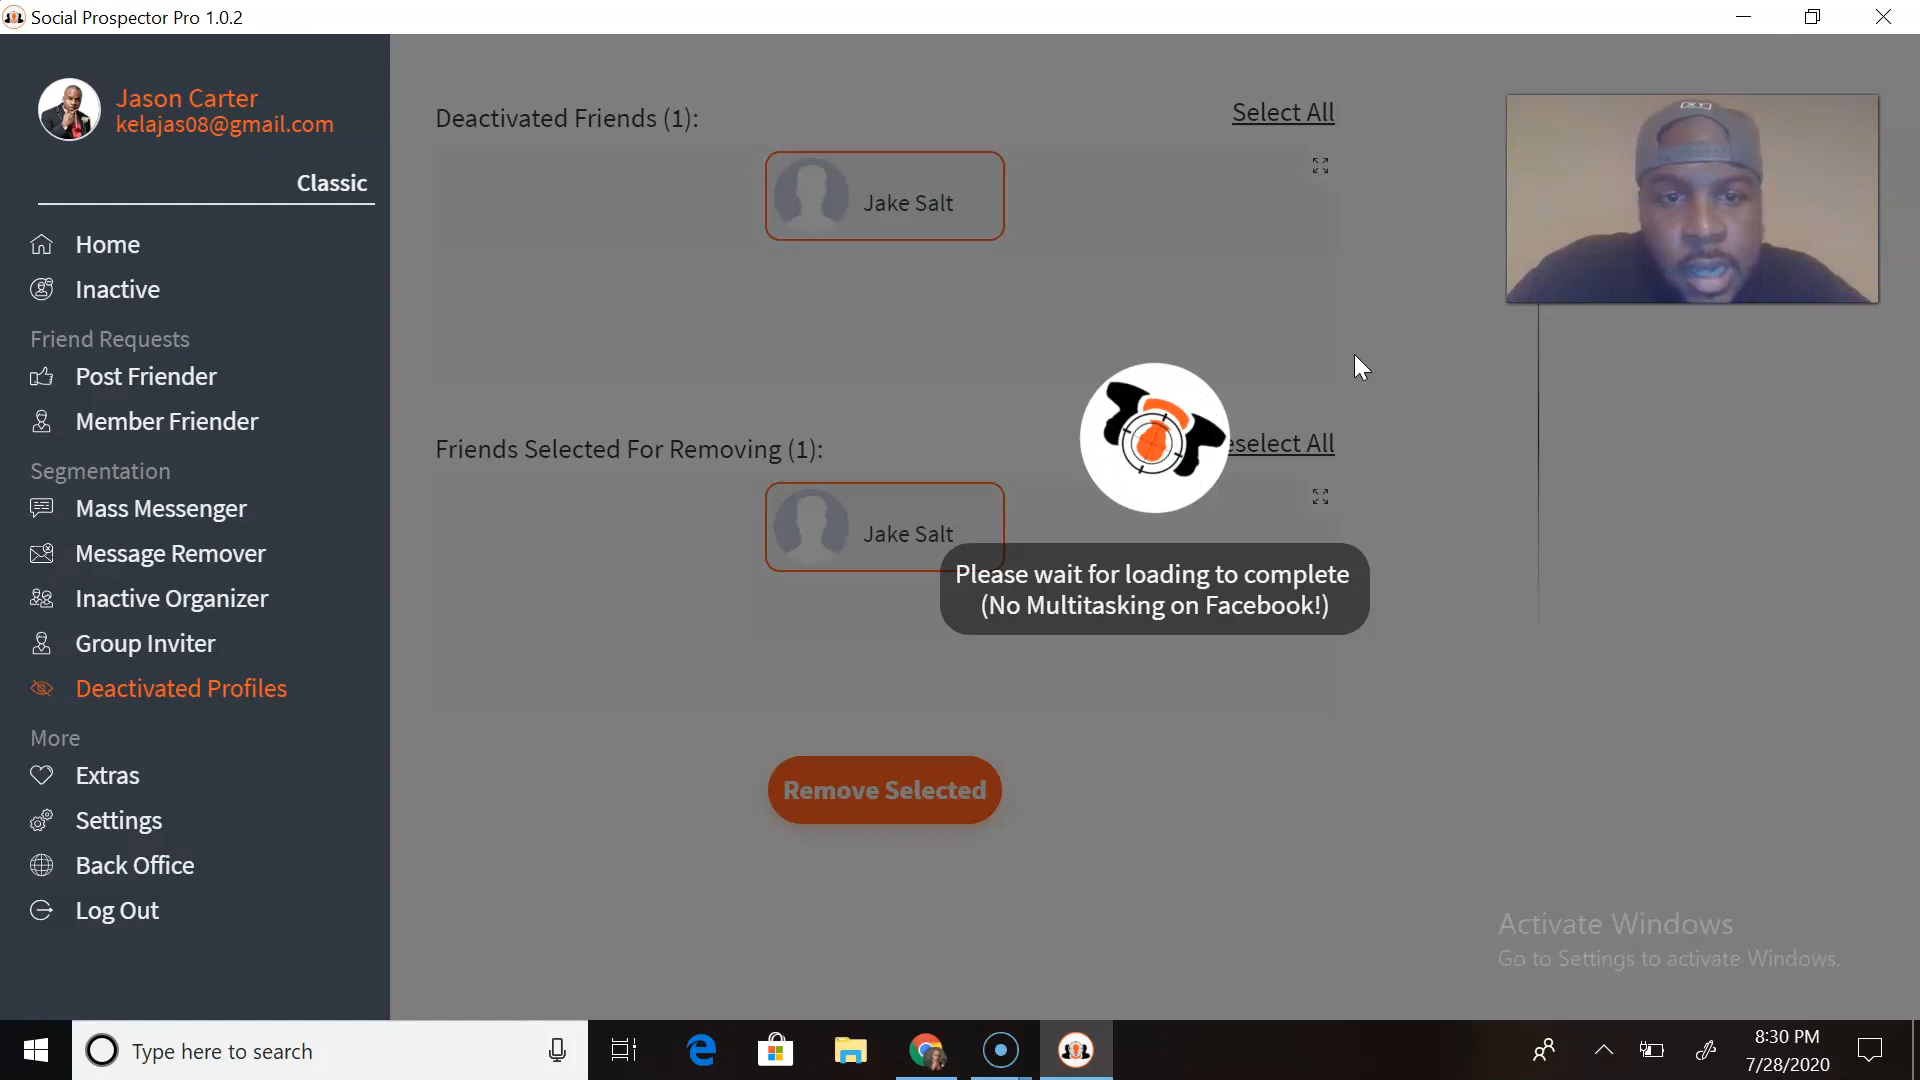 Social Prospector Pro 1.0.2
Jason Carter
kelajas08@gmail.com
Classic
Home
Inactive
Friend Requests
Post Friender
Member Friender
Segmentation
Mass Messenger
Message Remover
Inactive Organizer
Group Inviter
Deactivated Profiles
More
Extras
Settings
Back Office
Log Out
Deactivated Friends (1):
Select All
Jake Salt
Friends Selected For Removing (1):
eselect All
Jake Salt
Please wait for loading to complete
(No Multitasking on Facebook!)
Remove Selected
Activate Windows
Go to Settings to activate Windows.
Type here to search
8:30 PM
7/28/2020